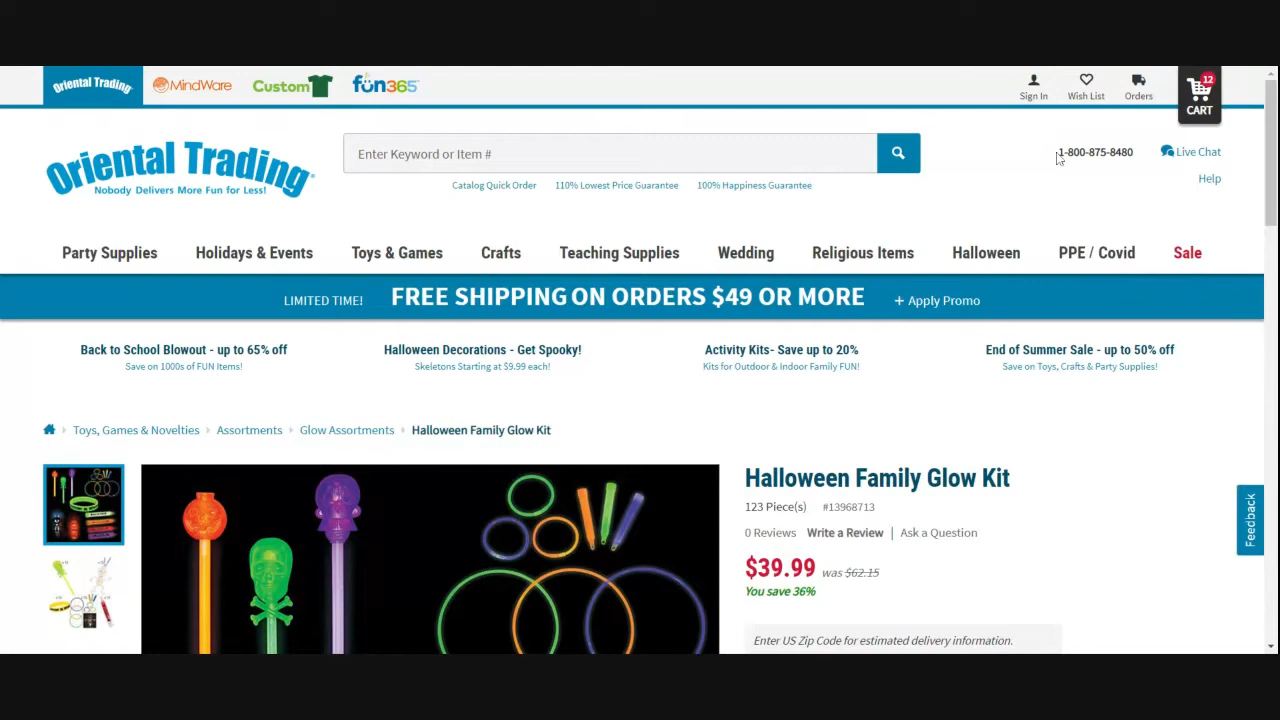 Oriental Trading
MindWare
Custom
fun365
Sign In
Wish List
Orders
12
CART
Oriental Trading
Nobody Delivers More Fun for Less!
Enter Keyword or Item #
1-800-875-8480
Live Chat
Help
Catalog Quick Order
110% Lowest Price Guarantee
100% Happiness Guarantee
Party Supplies
Holidays & Events
Toys & Games
Crafts
Teaching Supplies
Wedding
Religious Items
Halloween
PPE / Covid
Sale
LIMITED TIME! FREE SHIPPING ON ORDERS $49 OR MORE + Apply Promo
Back to School Blowout - up to 65% off
Save on 1000s of FUN Items!
Halloween Decorations - Get Spooky!
Skeletons Starting at $9.99 each!
Activity Kits- Save up to 20%
Kits for Outdoor & Indoor Family FUN!
End of Summer Sale - up to 50% off
Save on Toys, Crafts & Party Supplies!
Toys, Games & Novelties
Assortments
Glow Assortments
Halloween Family Glow Kit
Halloween Family Glow Kit
123 Piece(s) #13968713
0 Reviews Write a Review | Ask a Question
$39.99 was $62.15
You save 36%
Enter US Zip Code for estimated delivery information.
Feedback